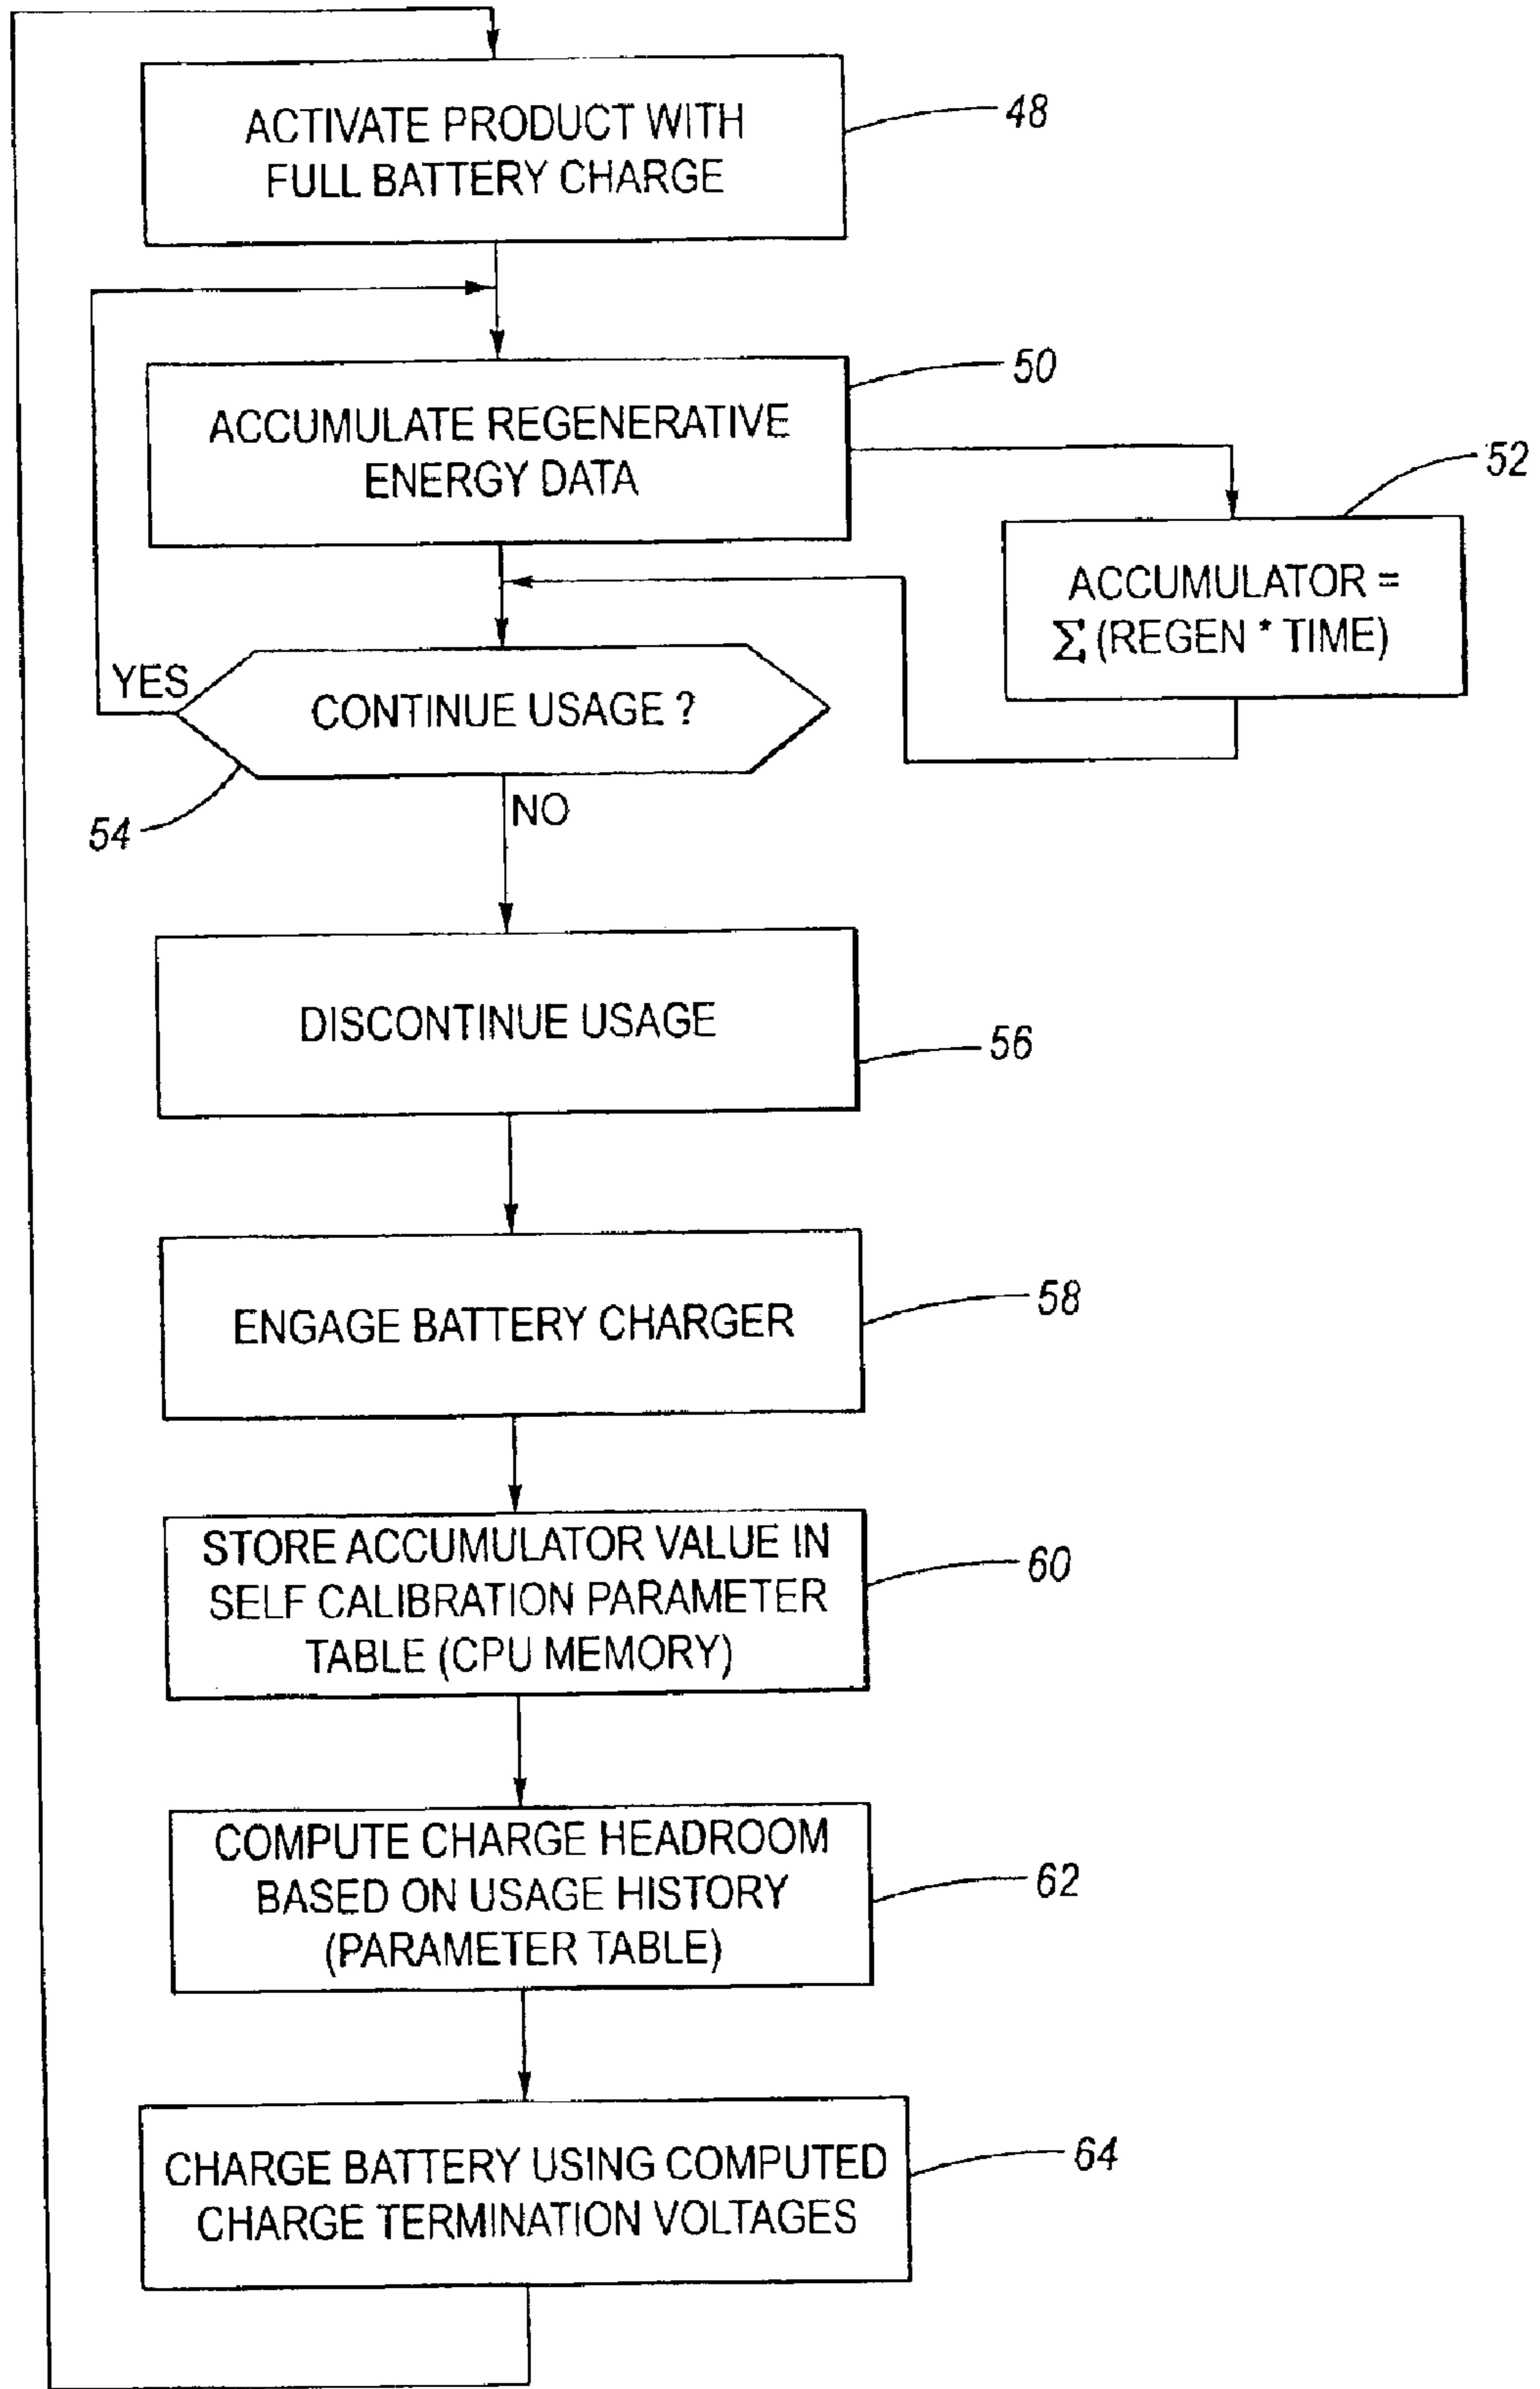 ACTIVATE PRODUCT WITH
FULL BATTERY CHARGE
48
ACCUMULATE REGENERATIVE
ENERGY DATA
50
52
ACCUMULATOR =
Σ (REGEN * TIME)
YES
CONTINUE USAGE ?
54
NO
DISCONTINUE USAGE
56
ENGAGE BATTERY CHARGER
58
STORE ACCUMULATOR VALUE IN
SELF CALIBRATION PARAMETER
TABLE (CPU MEMORY)
60
COMPUTE CHARGE HEADROOM
BASED ON USAGE HISTORY
(PARAMETER TABLE)
62
CHARGE BATTERY USING COMPUTED
CHARGE TERMINATION VOLTAGES
64